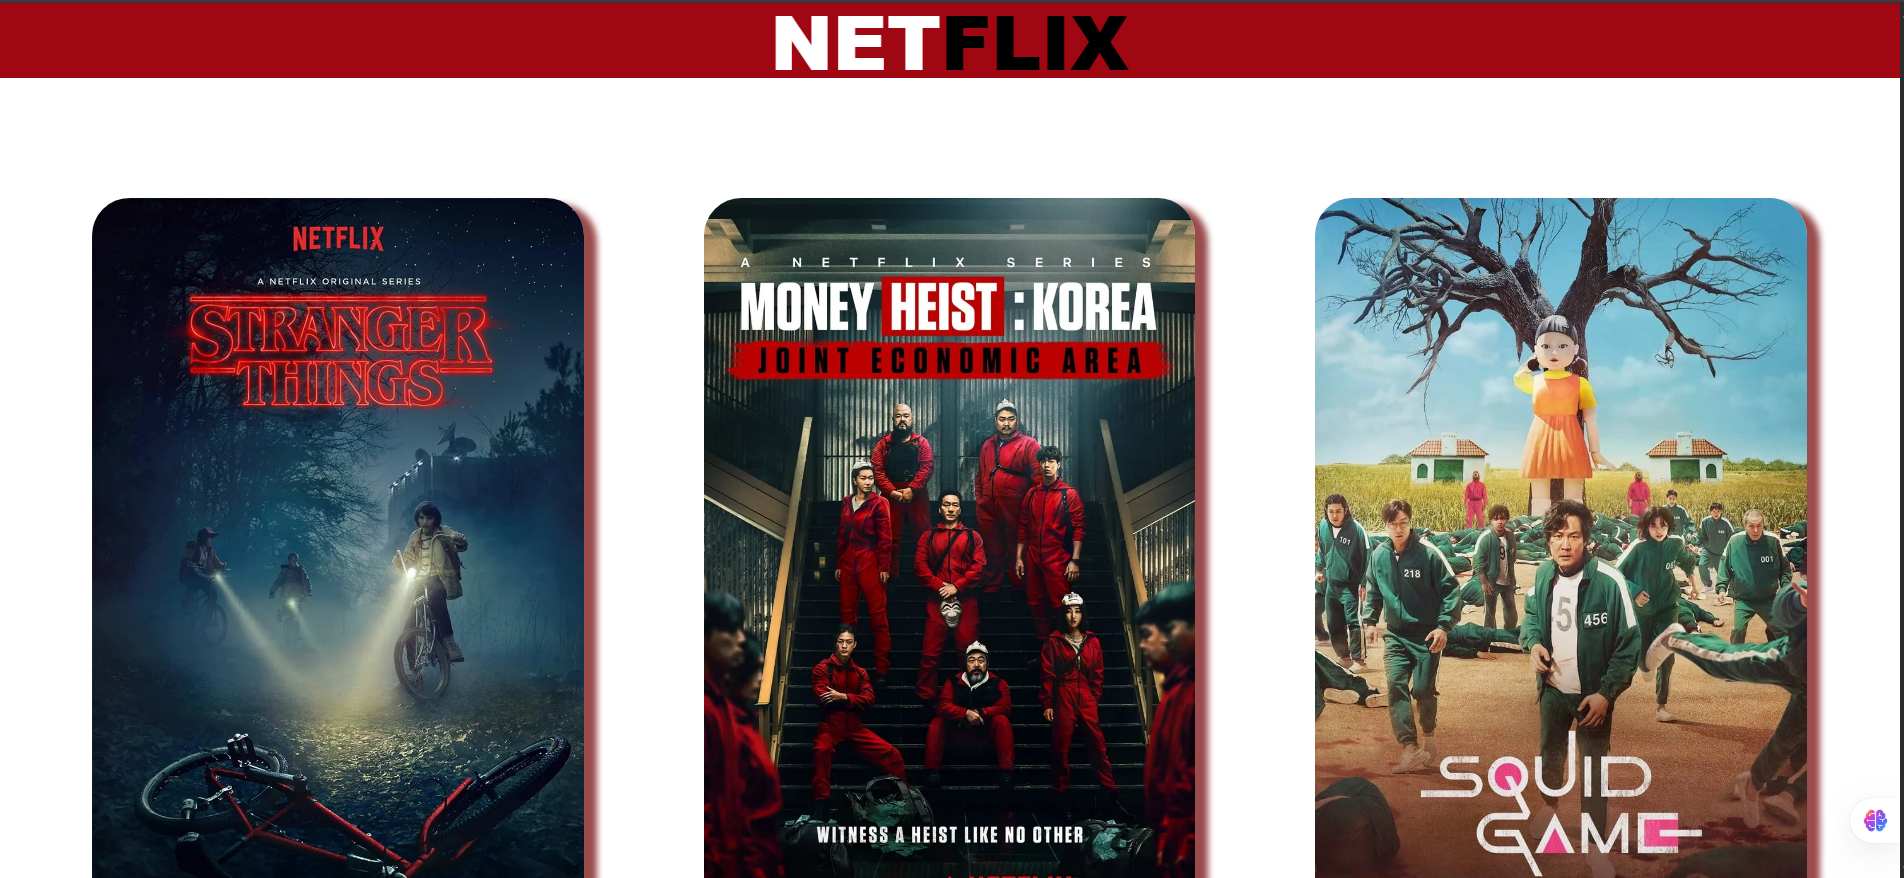 NETFLIX
NETFLIX
A NETFLIX ORIGINAL SERIES
STRANGER
THINGS
A NETFLIX SERIES
MONEY HEIST : KOREA
JOINT ECONOMIC AREA
WITNESS A HEIST LIKE NO OTHER
NETFLIX
101
218
456
001
SQUID
GAME